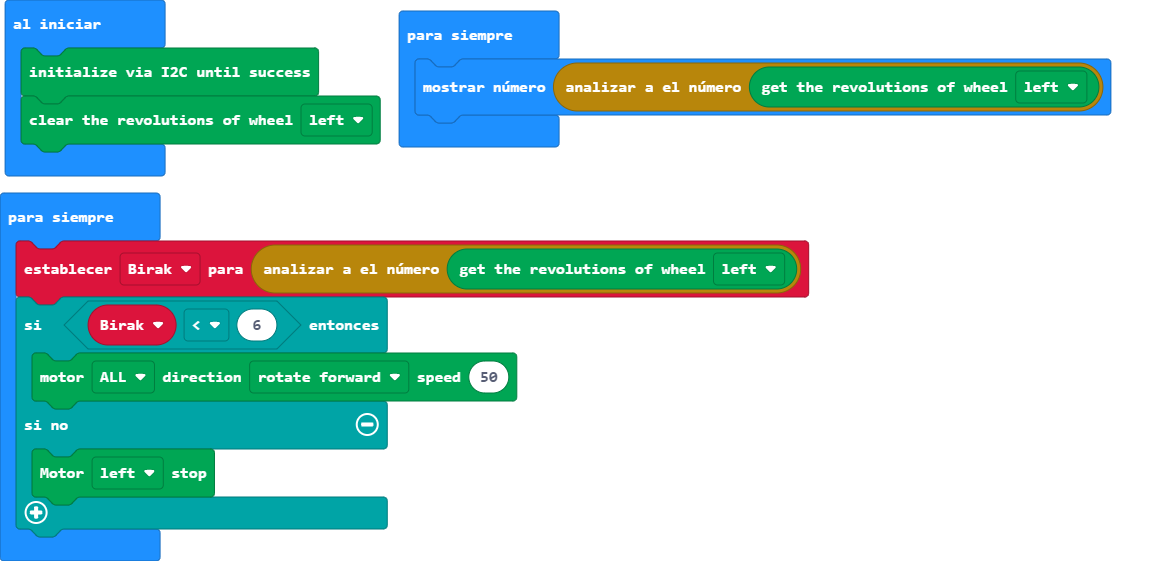 al iniciar
initialize via I2C until success
clear the revolutions of wheel left
para siempre
mostrar número analizar a el número get the revolutions of wheel left
para siempre
establecer Birak para analizar a el número get the revolutions of wheel left
si Birak < 6 entonces
motor ALL direction rotate forward speed 50
si no
Motor left stop